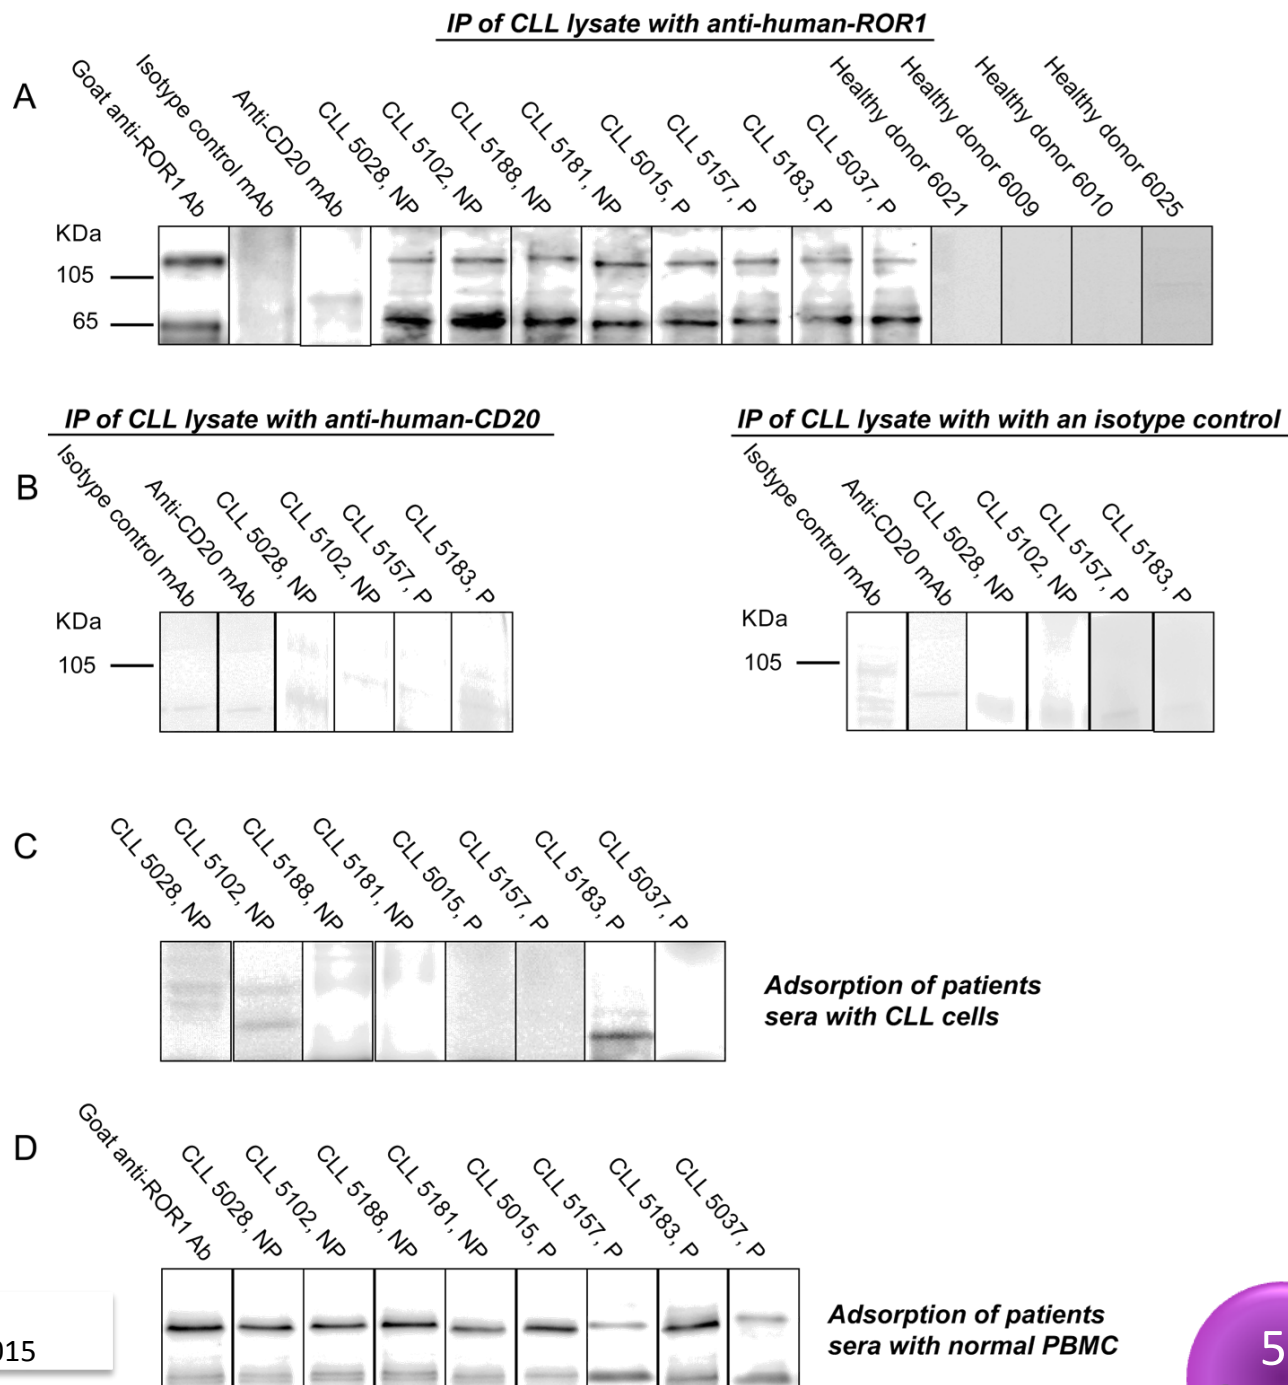 IP of CLL lysate with anti-human-ROR1
A
Goat anti-ROR1 Ab
Isotype control mAb
Anti-CD20 mAb
CLL 5028, NP
CLL 5102, NP
CLL 5188, NP
CLL 5181, NP
CLL 5015, P
CLL 5157, P
CLL 5183, P
CLL 5037, P
Healthy donor 6021
Healthy donor 6009
Healthy donor 6010
Healthy donor 6025
KDa
105
65
IP of CLL lysate with anti-human-CD20
B
Isotype control mAb
Anti-CD20 mAb
CLL 5028, NP
CLL 5102, NP
CLL 5157, P
CLL 5183, P
KDa
105
IP of CLL lysate with with an isotype control
Isotype control mAb
Anti-CD20 mAb
CLL 5028, NP
CLL 5102, NP
CLL 5157, P
CLL 5183, P
KDa
105
C
CLL 5028, NP
CLL 5102, NP
CLL 5188, NP
CLL 5181, NP
CLL 5015, P
CLL 5157, P
CLL 5183, P
CLL 5037, P
Adsorption of patients
sera with CLL cells
D
Goat anti-ROR1 Ab
CLL 5028, NP
CLL 5102, NP
CLL 5188, NP
CLL 5181, NP
CLL 5015, P
CLL 5157, P
CLL 5183, P
CLL 5037, P
Adsorption of patients
sera with normal PBMC
015
5